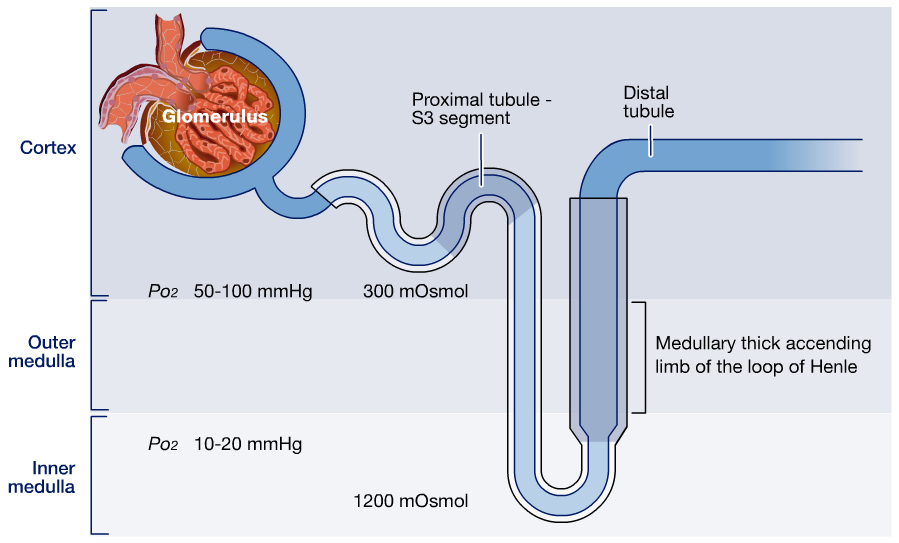 Glomerulus
Proximal tubule -
S3 segment
Distal
tubule
Cortex
Po2 50-100 mmHg
300 mOsmol
Outer
medulla
Medullary thick accending
limb of the loop of Henle
Po2 10-20 mmHg
Inner
medulla
1200 mOsmol